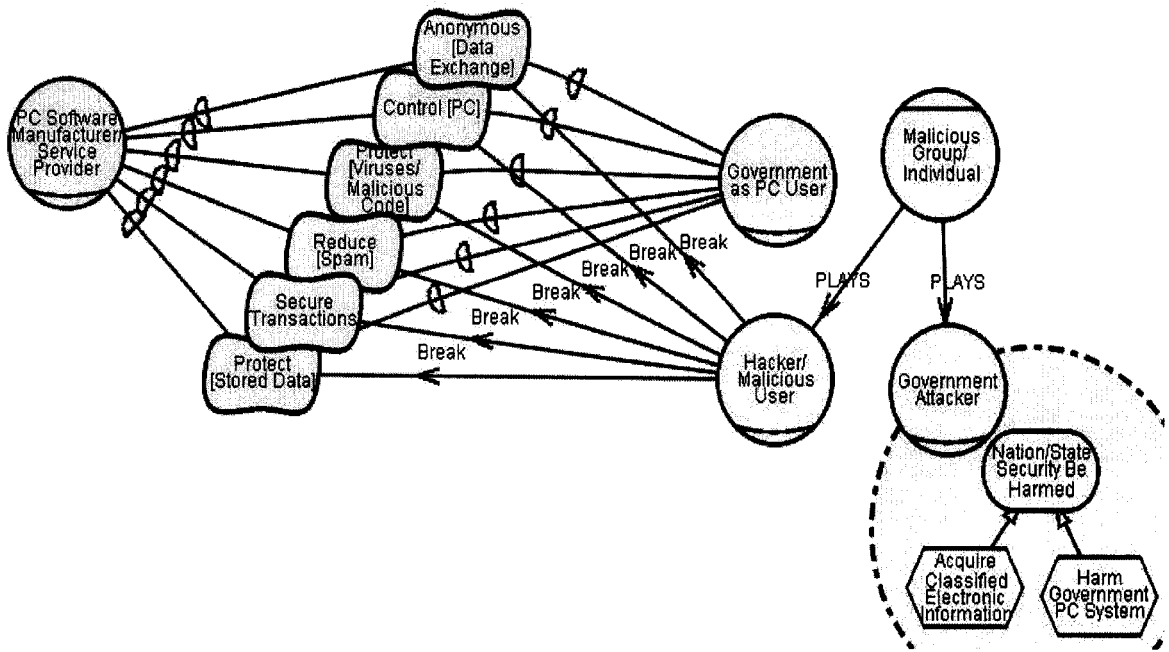 Anonymous
[Data
Exchange]
Control [PC]
Protect
[Viruses/
Malicious
Code]
Reduce
[Spam]
Secure
Transactions
Protect
[Stored Data]
PC Software
Manufacturer
Service
Provider
Government
as PC User
Malicious
Group/
Individual
PLAYS
PLAYS
Break
Break
Break
Break
Break
Break
Hacker/
Malicious
User
Government
Attacker
Nation/State
Security Be
Harmed
Acquire
Classified
Electronic
Information
Harm
Government
PC System